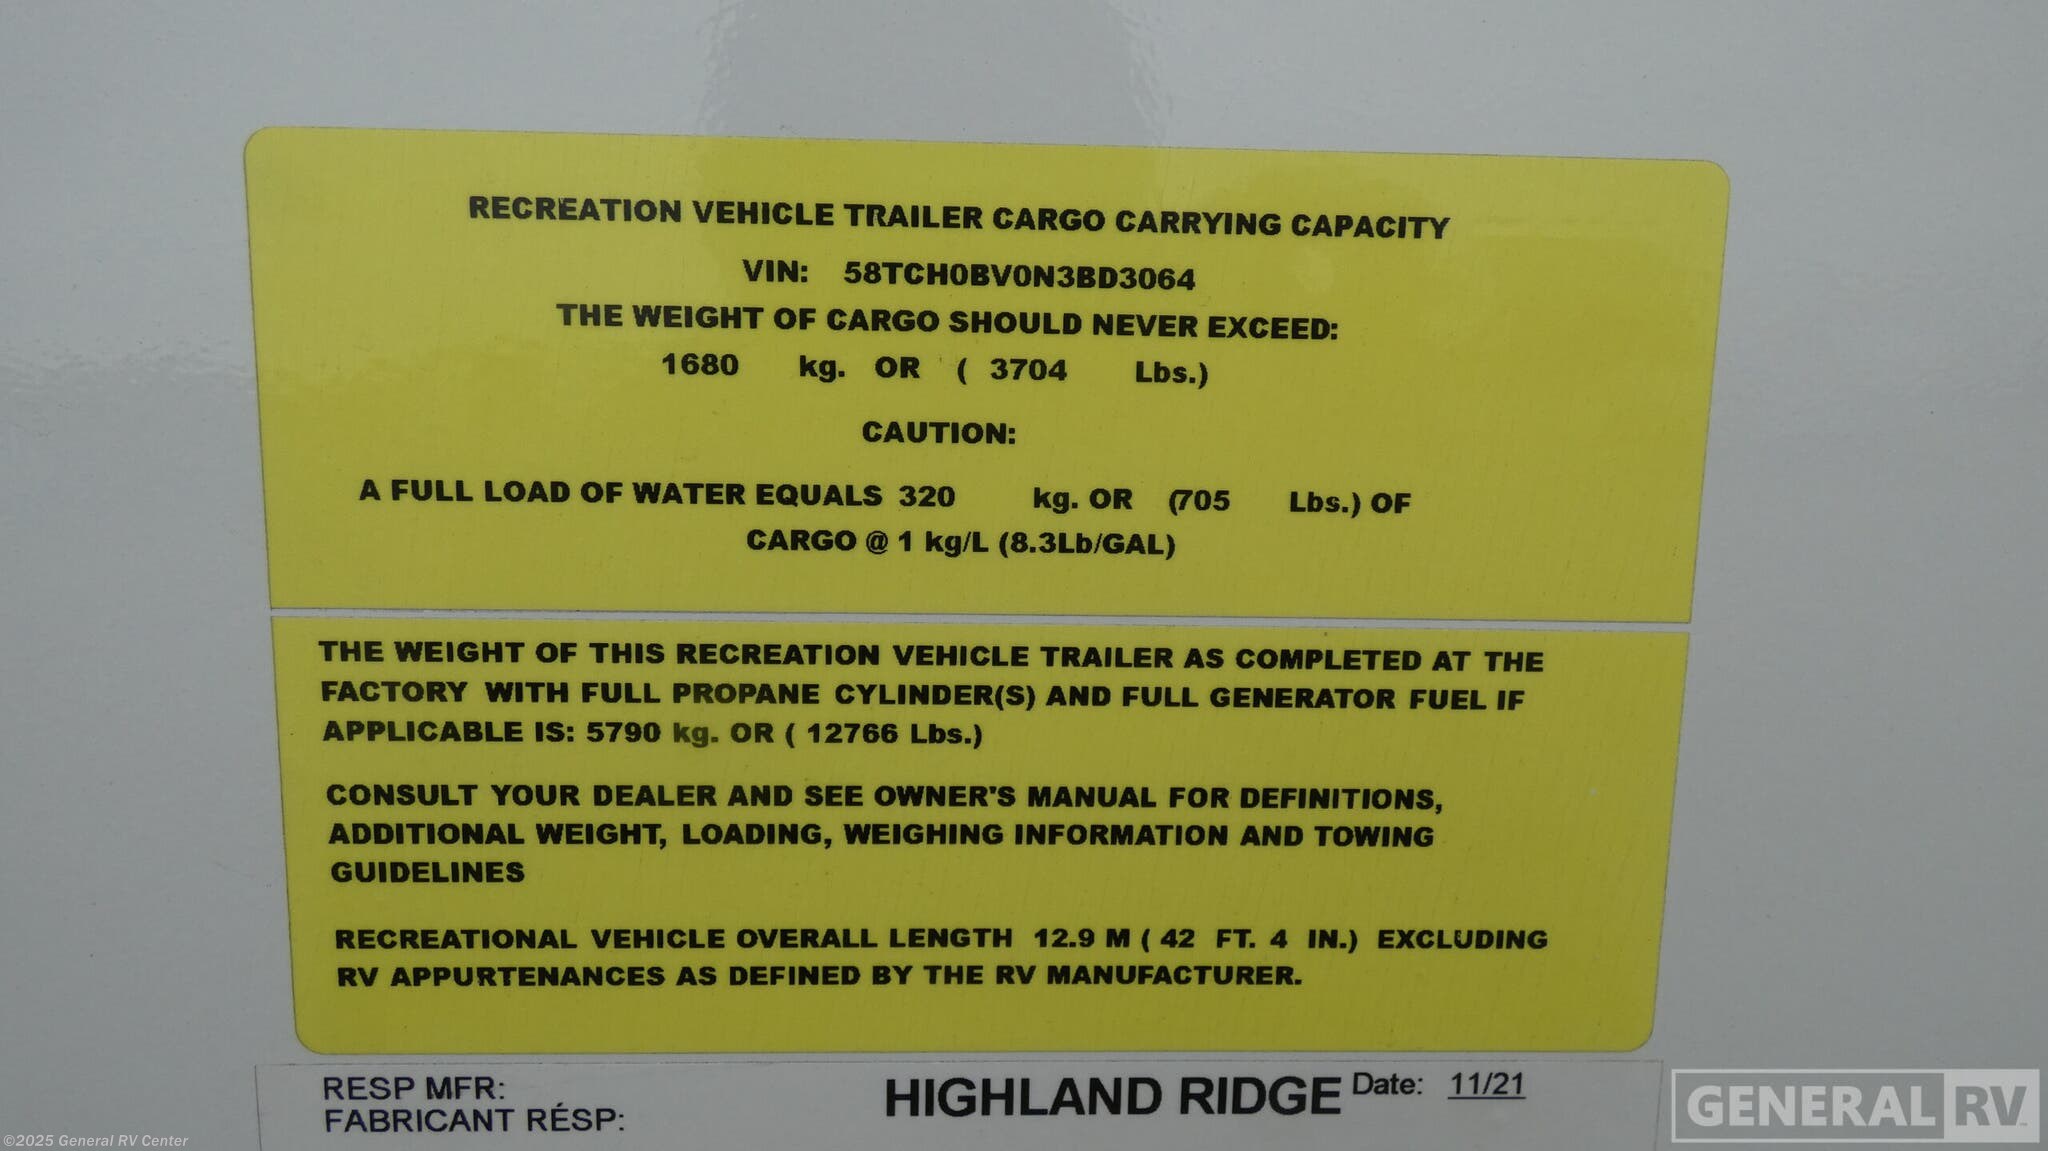 RECREATION VEHICLE TRAILER CARGO CARRYING CAPACITY
VIN: 58TCH0BV0N3BD3064
THE WEIGHT OF CARGO SHOULD NEVER EXCEED:
1680 kg. OR ( 3704 Lbs.)
CAUTION:
A FULL LOAD OF WATER EQUALS 320 kg. OR (705 Lbs.) OF
CARGO @ 1 kg/L (8.3Lb/GAL)
THE WEIGHT OF THIS RECREATION VEHICLE TRAILER AS COMPLETED AT THE
FACTORY WITH FULL PROPANE CYLINDER(S) AND FULL GENERATOR FUEL IF
APPLICABLE IS: 5790 kg. OR ( 12766 Lbs.)
CONSULT YOUR DEALER AND SEE OWNER'S MANUAL FOR DEFINITIONS,
ADDITIONAL WEIGHT, LOADING, WEIGHING INFORMATION AND TOWING
GUIDELINES
RECREATIONAL VEHICLE OVERALL LENGTH 12.9 M ( 42 FT. 4 IN.) EXCLUDING
RV APPURTENANCES AS DEFINED BY THE RV MANUFACTURER.
RESP MFR: HIGHLAND RIDGE Date: 11/21
FABRICANT RÉSP:
©2025 General RV Center
GENERAL RV